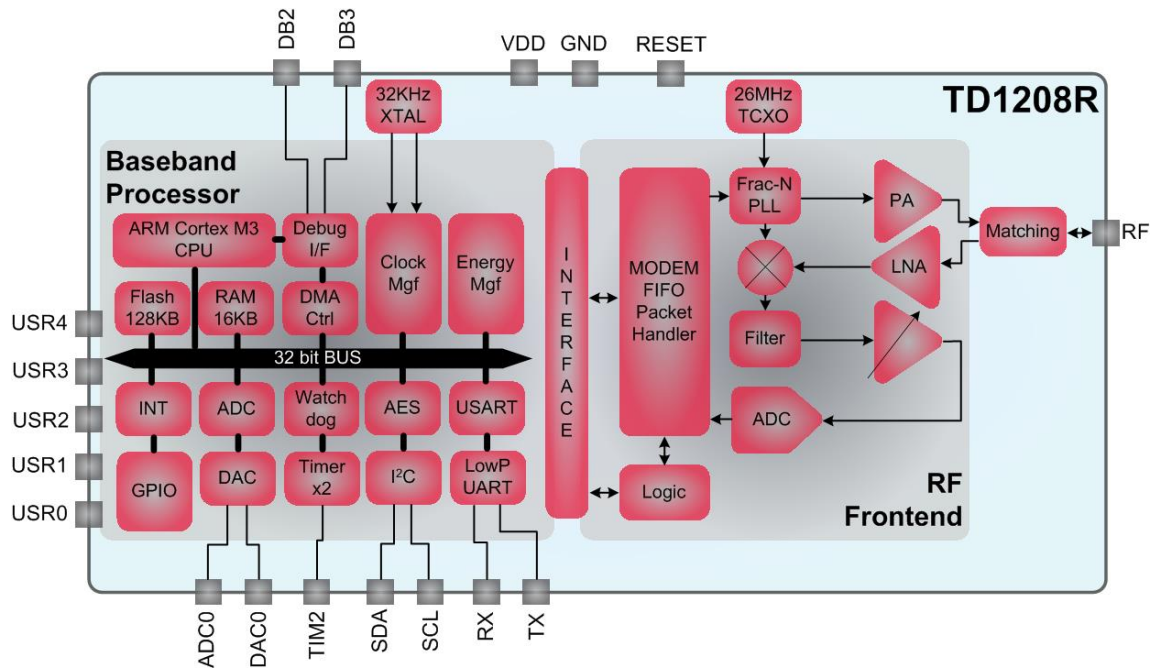 DB2
DB3
VDD
GND
RESET
TD1208R
32KHz
XTAL
26MHz
TCXO
Baseband
Processor
ARM Cortex M3
CPU
Debug
I/F
Clock
Mgf
Energy
Mgf
Flash
128KB
RAM
16KB
DMA
Ctrl
32 bit BUS
INT
ADC
Watch
dog
AES
USART
GPIO
DAC
Timer
x2
I²C
LowP
UART
INTERFACE
MODEM
FIFO
Packet
Handler
Logic
Frac-N
PLL
PA
LNA
Matching
RF
Filter
ADC
RF
Frontend
USR4
USR3
USR2
USR1
USR0
ADC0
DAC0
TIM2
SDA
SCL
RX
TX